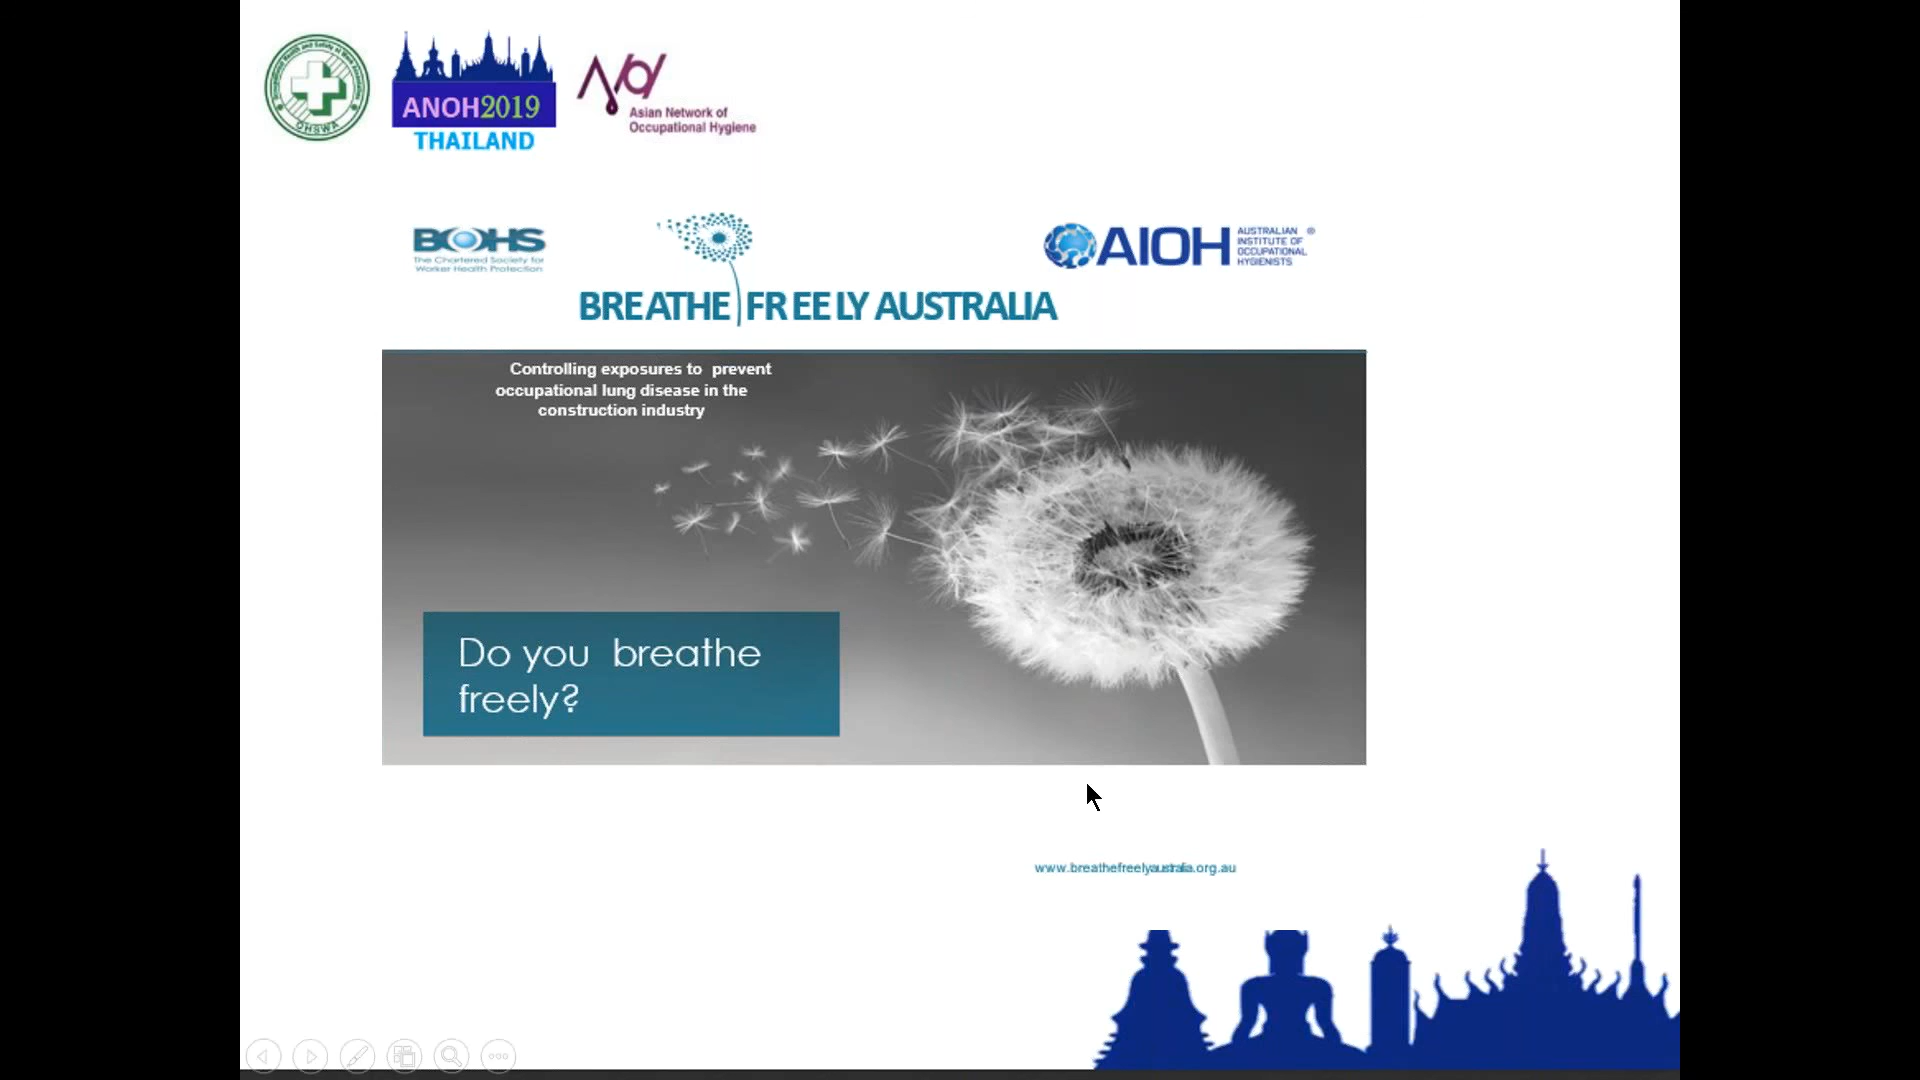 OHSWA
ANOH2019
THAILAND
Asian Network of
Occupational Hygiene
BOHS
The Chartered Society for
Worker Health Protection
AIOH
AUSTRALIAN ®
INSTITUTE OF
OCCUPATIONAL
HYGIENISTS
BREATHE FREELY AUSTRALIA
Controlling exposures to prevent
occupational lung disease in the
construction industry
Do you breathe
freely?
www.breathefreelyaustralia.org.au